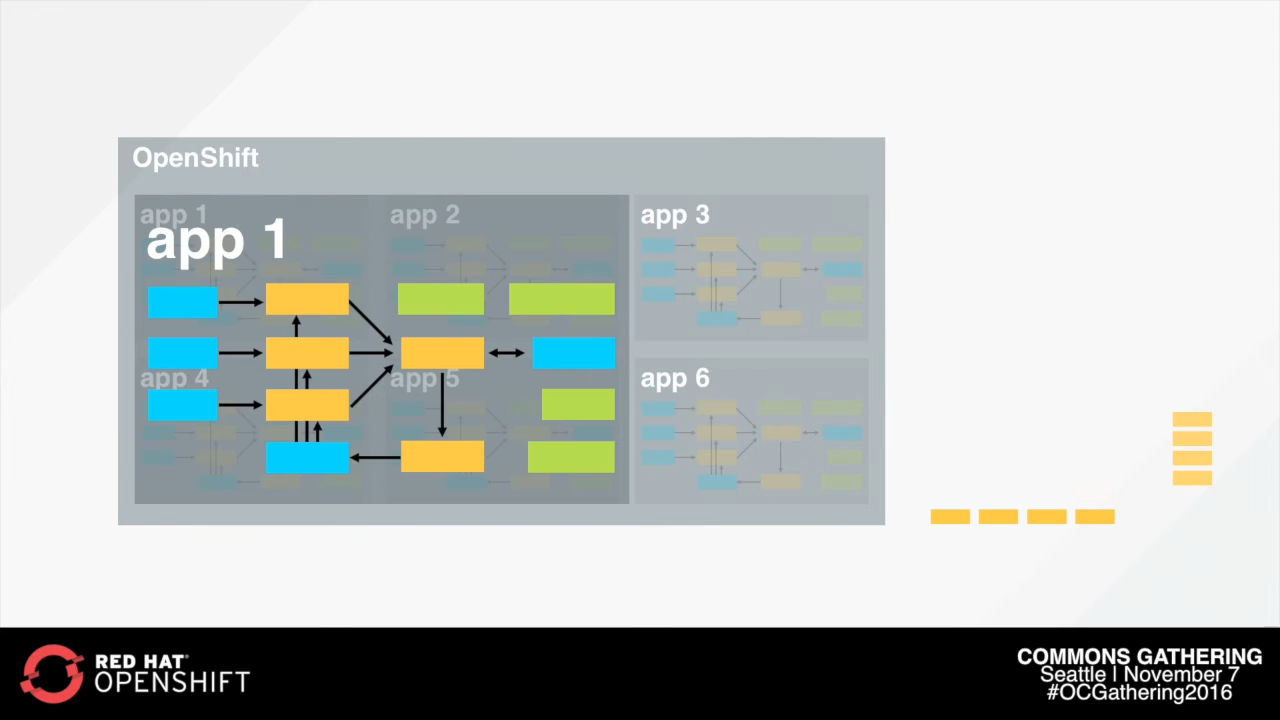 OpenShift
app 1
app 2
app 3
app 1
app 4
app 5
app 6
RED HAT®
OPENSHIFT
COMMONS GATHERING
Seattle | November 7
#OCGathering2016